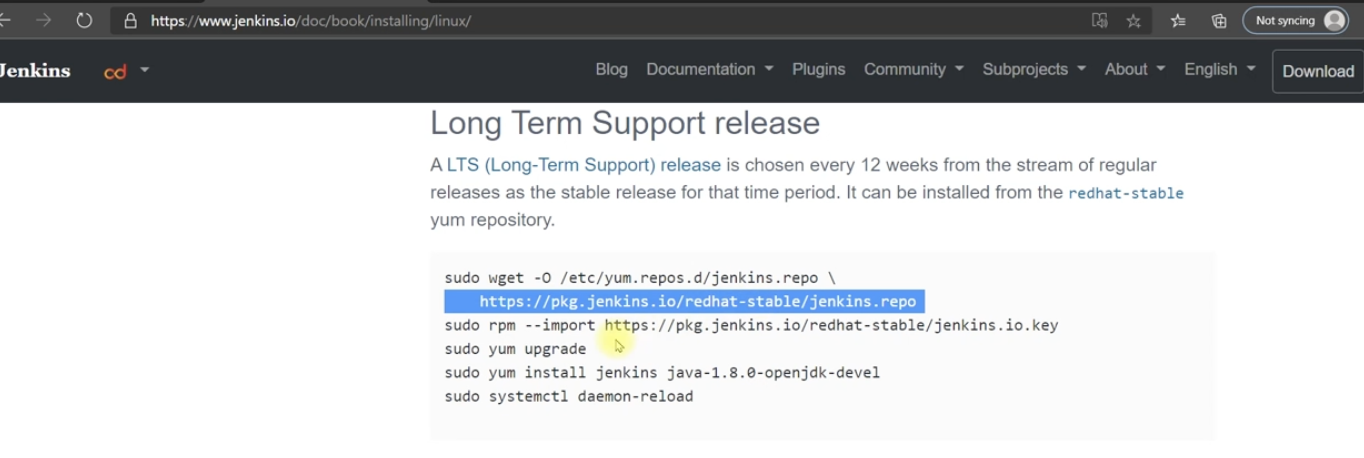 https://www.jenkins.io/doc/book/installing/linux/
Not syncing
Jenkins cd Blog Documentation Plugins Community Subprojects About English Download
Long Term Support release
A LTS (Long-Term Support) release is chosen every 12 weeks from the stream of regular
releases as the stable release for that time period. It can be installed from the redhat-stable
yum repository.
sudo wget -O /etc/yum.repos.d/jenkins.repo \
https://pkg.jenkins.io/redhat-stable/jenkins.repo
sudo rpm --import https://pkg.jenkins.io/redhat-stable/jenkins.io.key
sudo yum upgrade
sudo yum install jenkins java-1.8.0-openjdk-devel
sudo systemctl daemon-reload